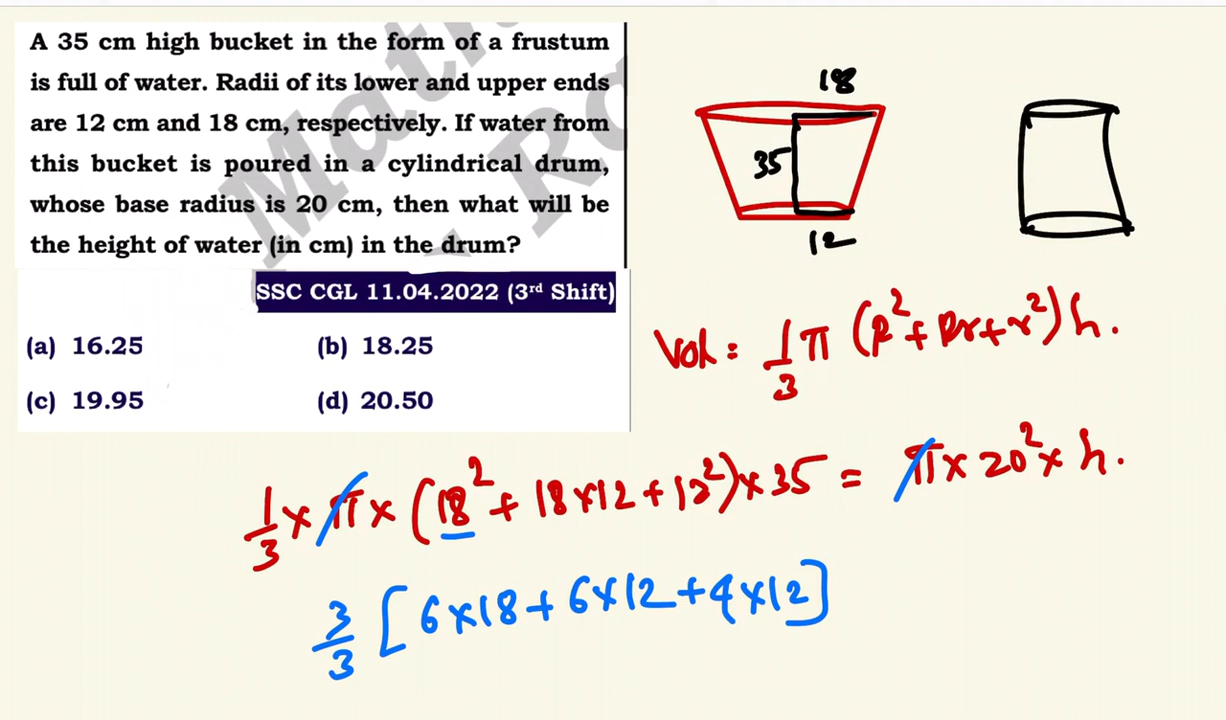 A 35 cm high bucket in the form of a frustum
is full of water. Radii of its lower and upper ends
are 12 cm and 18 cm, respectively. If water from
this bucket is poured in a cylindrical drum,
whose base radius is 20 cm, then what will be
the height of water (in cm) in the drum?
SSC CGL 11.04.2022 (3rd Shift)
(a) 16.25 (b) 18.25
(c) 19.95 (d) 20.50
18
35
12
Vol = 1/3 π (R² + Rr + r²) h.
1/3 × π × (18² + 18×12 + 12²) × 35 = π × 20² × h.
3/3 [6×18 + 6×12 + 4×12]